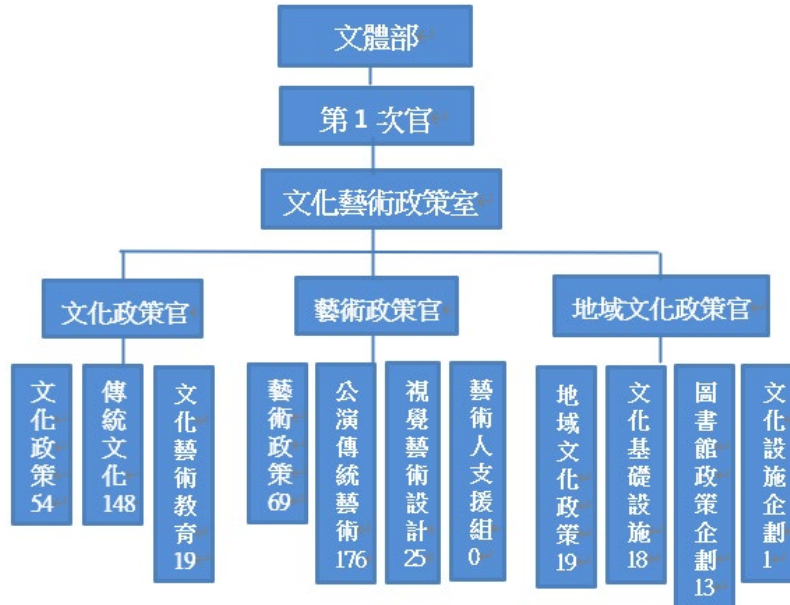 文體部
第1次官
文化藝術政策室
文化政策官
藝術政策官
地域文化政策官
文化政策54
傳統文化148
文化藝術教育19
藝術政策69
公演傳統藝術176
視覺藝術設計25
藝術人支援組0
地域文化政策19
文化基礎設施18
圖書館政策企劃13
文化設施企劃1